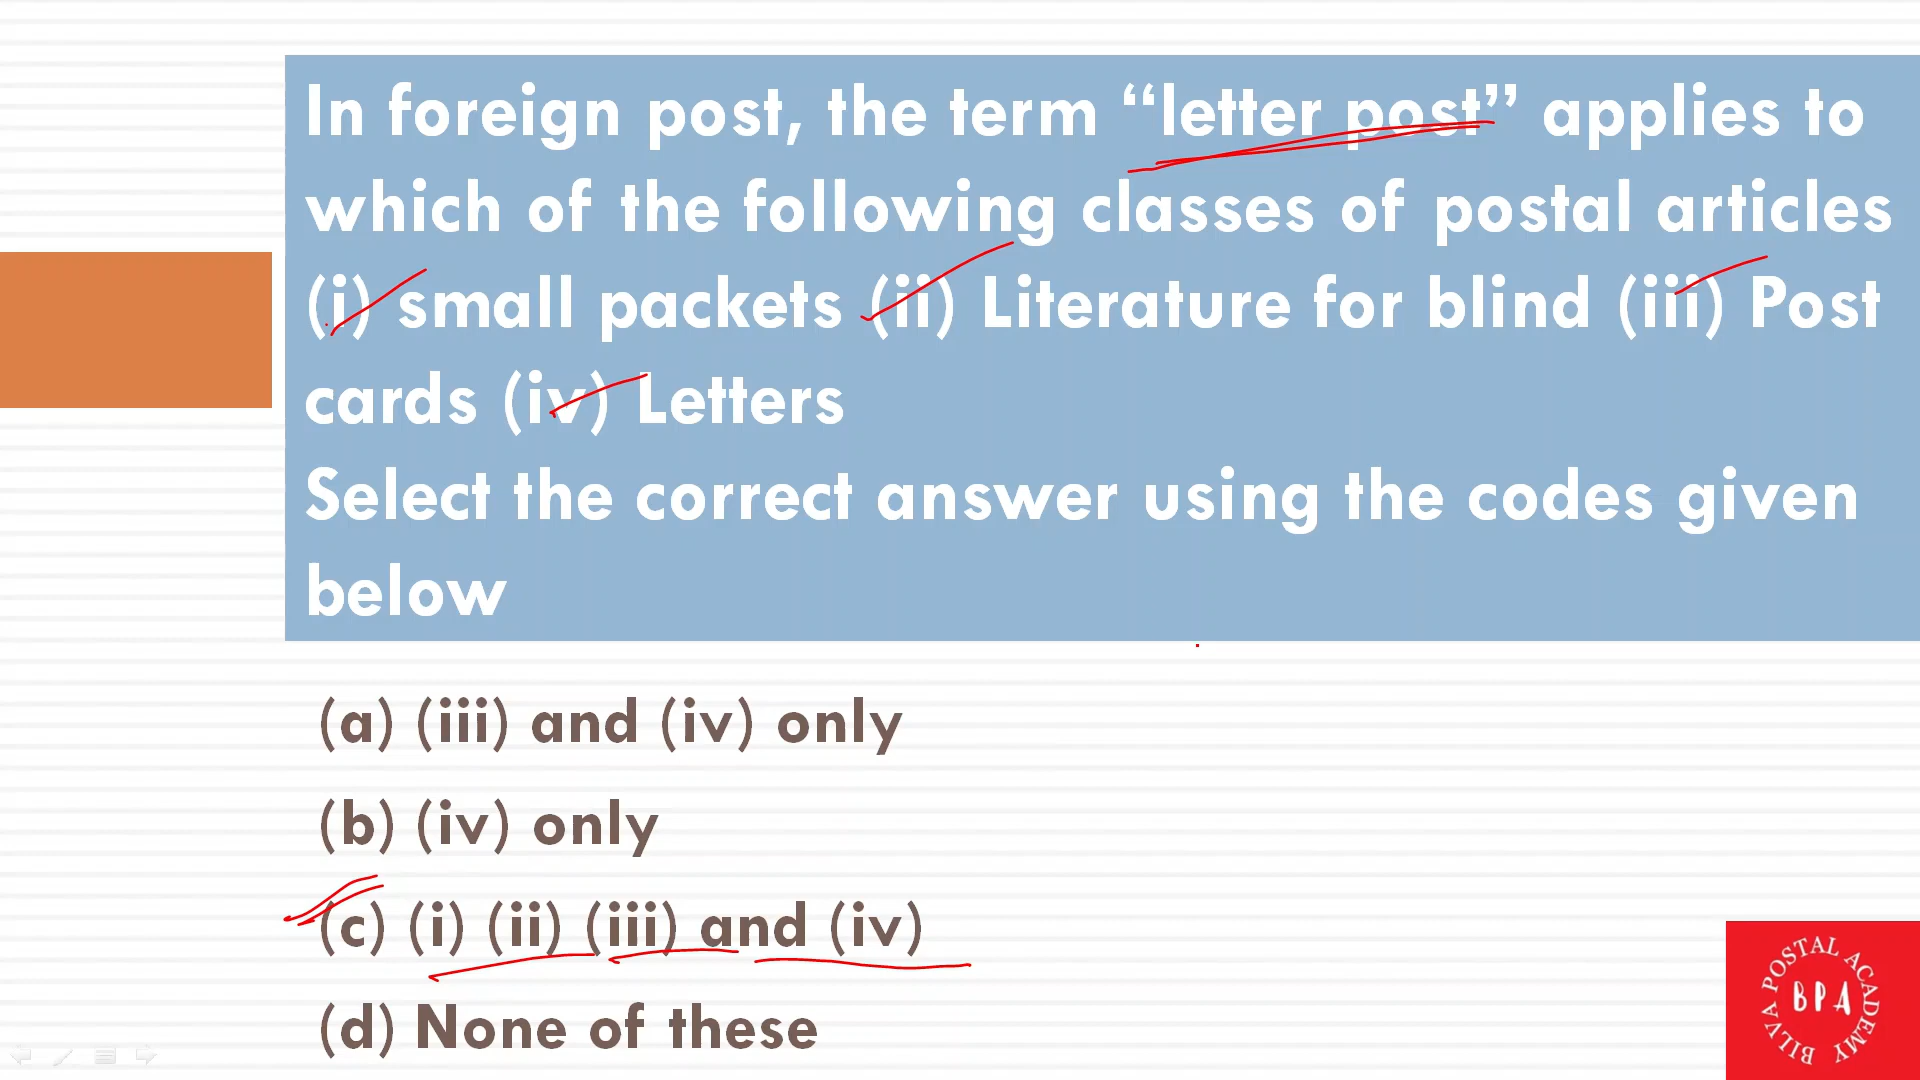 In foreign post, the term “letter post” applies to
which of the following classes of postal articles
(i) small packets (ii) Literature for blind (iii) Post
cards (iv) Letters
Select the correct answer using the codes given
below
(a) (iii) and (iv) only
(b) (iv) only
(c) (i) (ii) (iii) and (iv)
(d) None of these
BILVA POSTAL ACADEMY
BPA